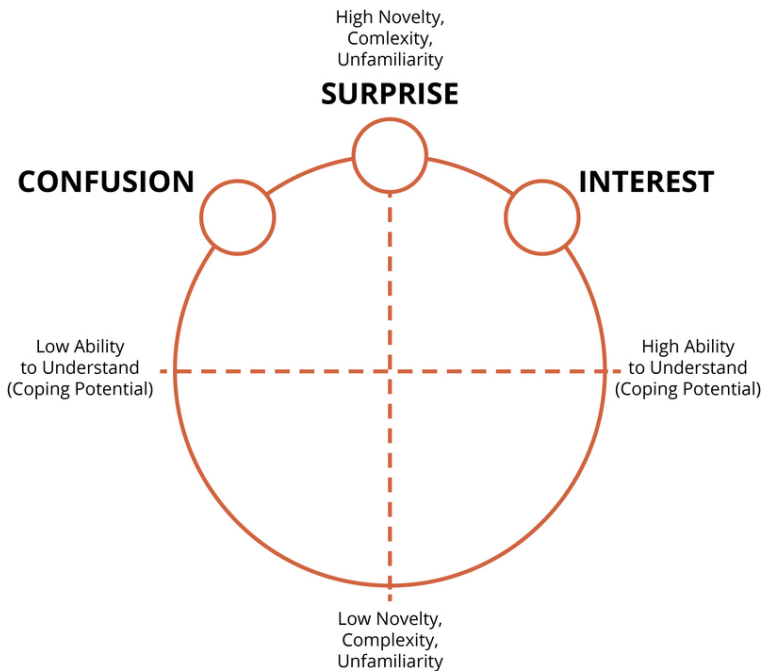 High Novelty,
Comlexity,
Unfamiliarity
SURPRISE
CONFUSION
INTEREST
Low Ability
to Understand
(Coping Potential)
High Ability
to Understand
(Coping Potential)
Low Novelty,
Complexity,
Unfamiliarity